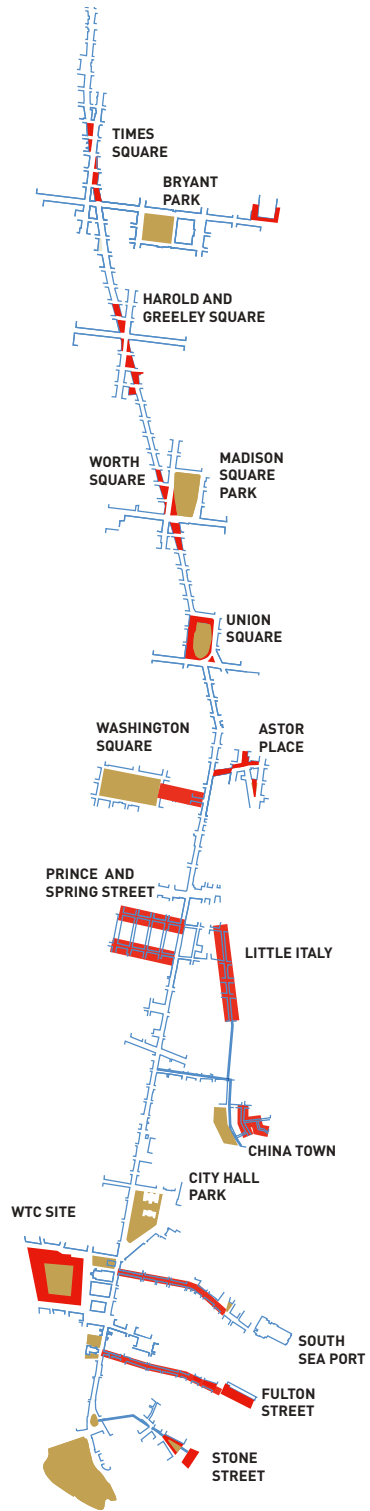 TIMES
SQUARE
BRYANT
PARK
HAROLD AND
GREELEY SQUARE
WORTH
SQUARE
MADISON
SQUARE
PARK
UNION
SQUARE
WASHINGTON
SQUARE
ASTOR
PLACE
PRINCE AND
SPRING STREET
LITTLE ITALY
CHINA TOWN
CITY HALL
PARK
WTC SITE
SOUTH
SEA PORT
FULTON
STREET
STONE
STREET